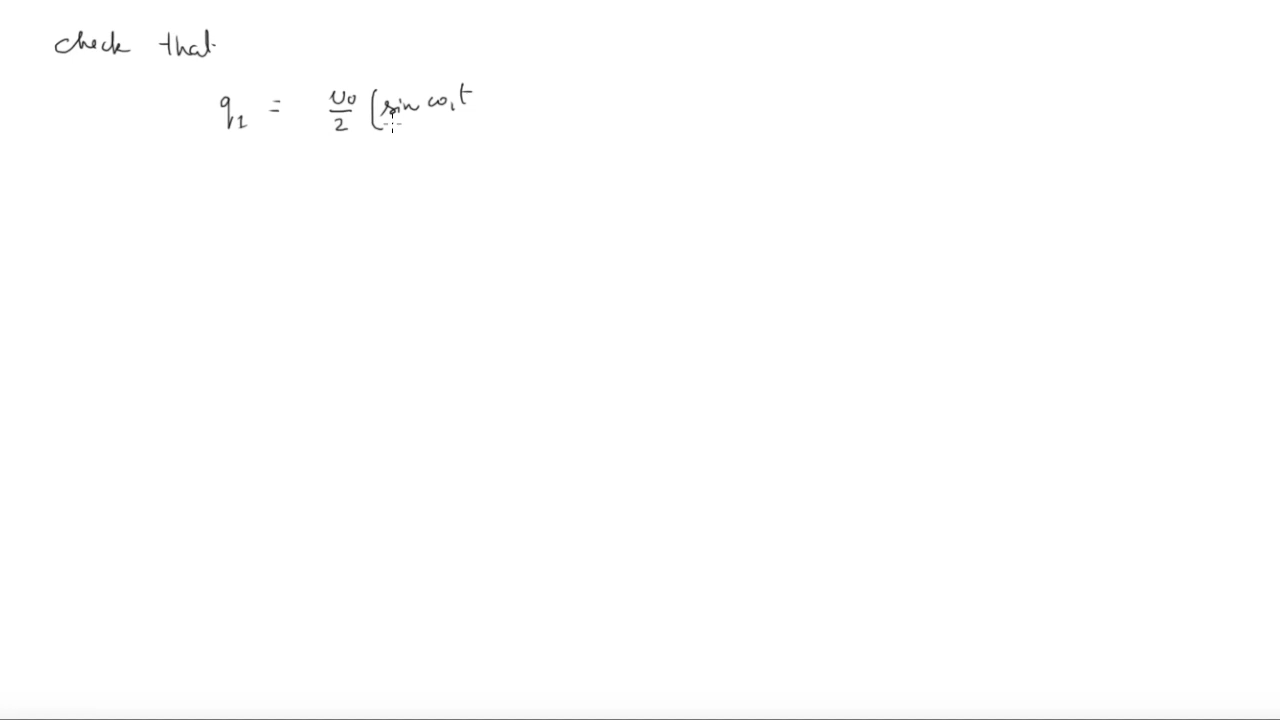 check that
q₁ = v₀/2 (sin ω₁t